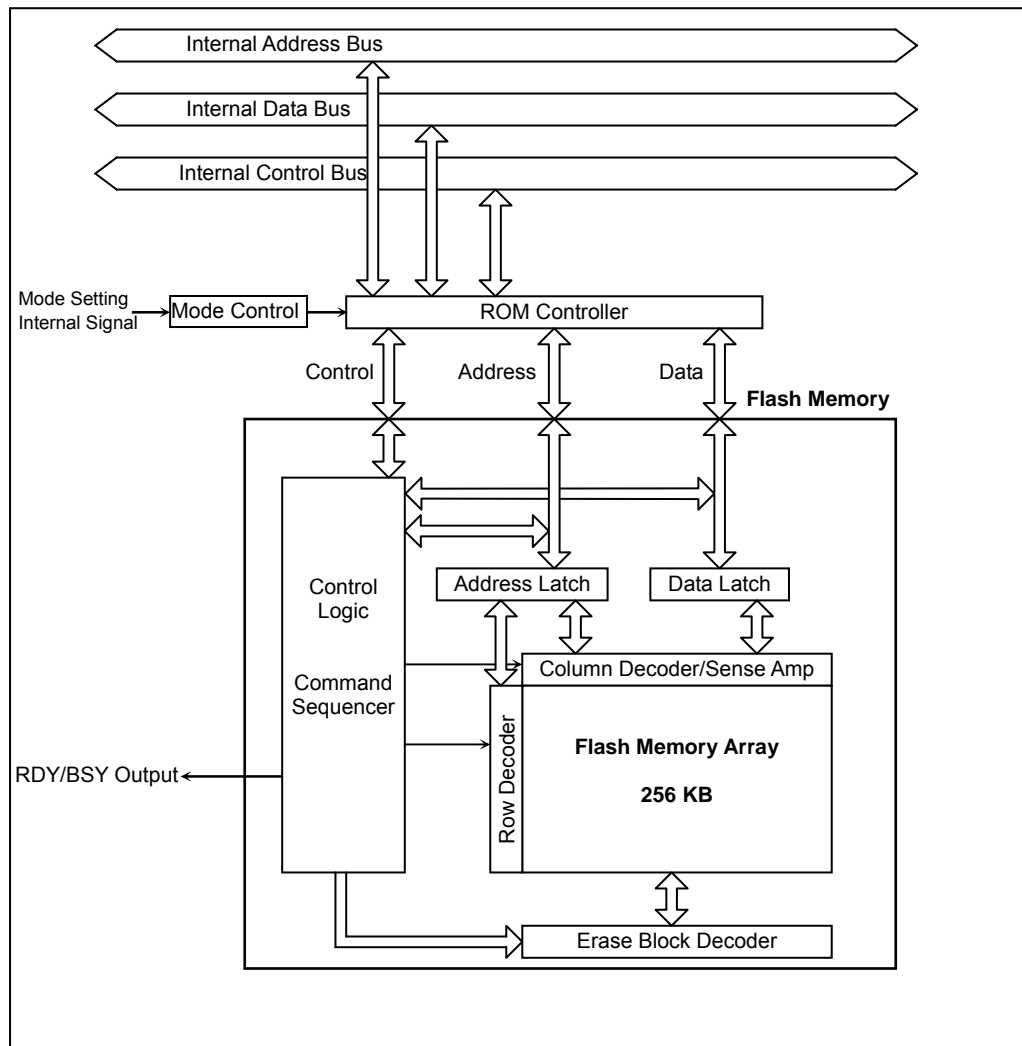 Internal Address Bus
Internal Data Bus
Internal Control Bus
Mode Setting
Internal Signal
Mode Control
ROM Controller
Control
Address
Data
Flash Memory
Control
Logic
Command
Sequencer
Address Latch
Data Latch
Column Decoder/Sense Amp
Row Decoder
Flash Memory Array
256 KB
RDY/BSY Output
Erase Block Decoder